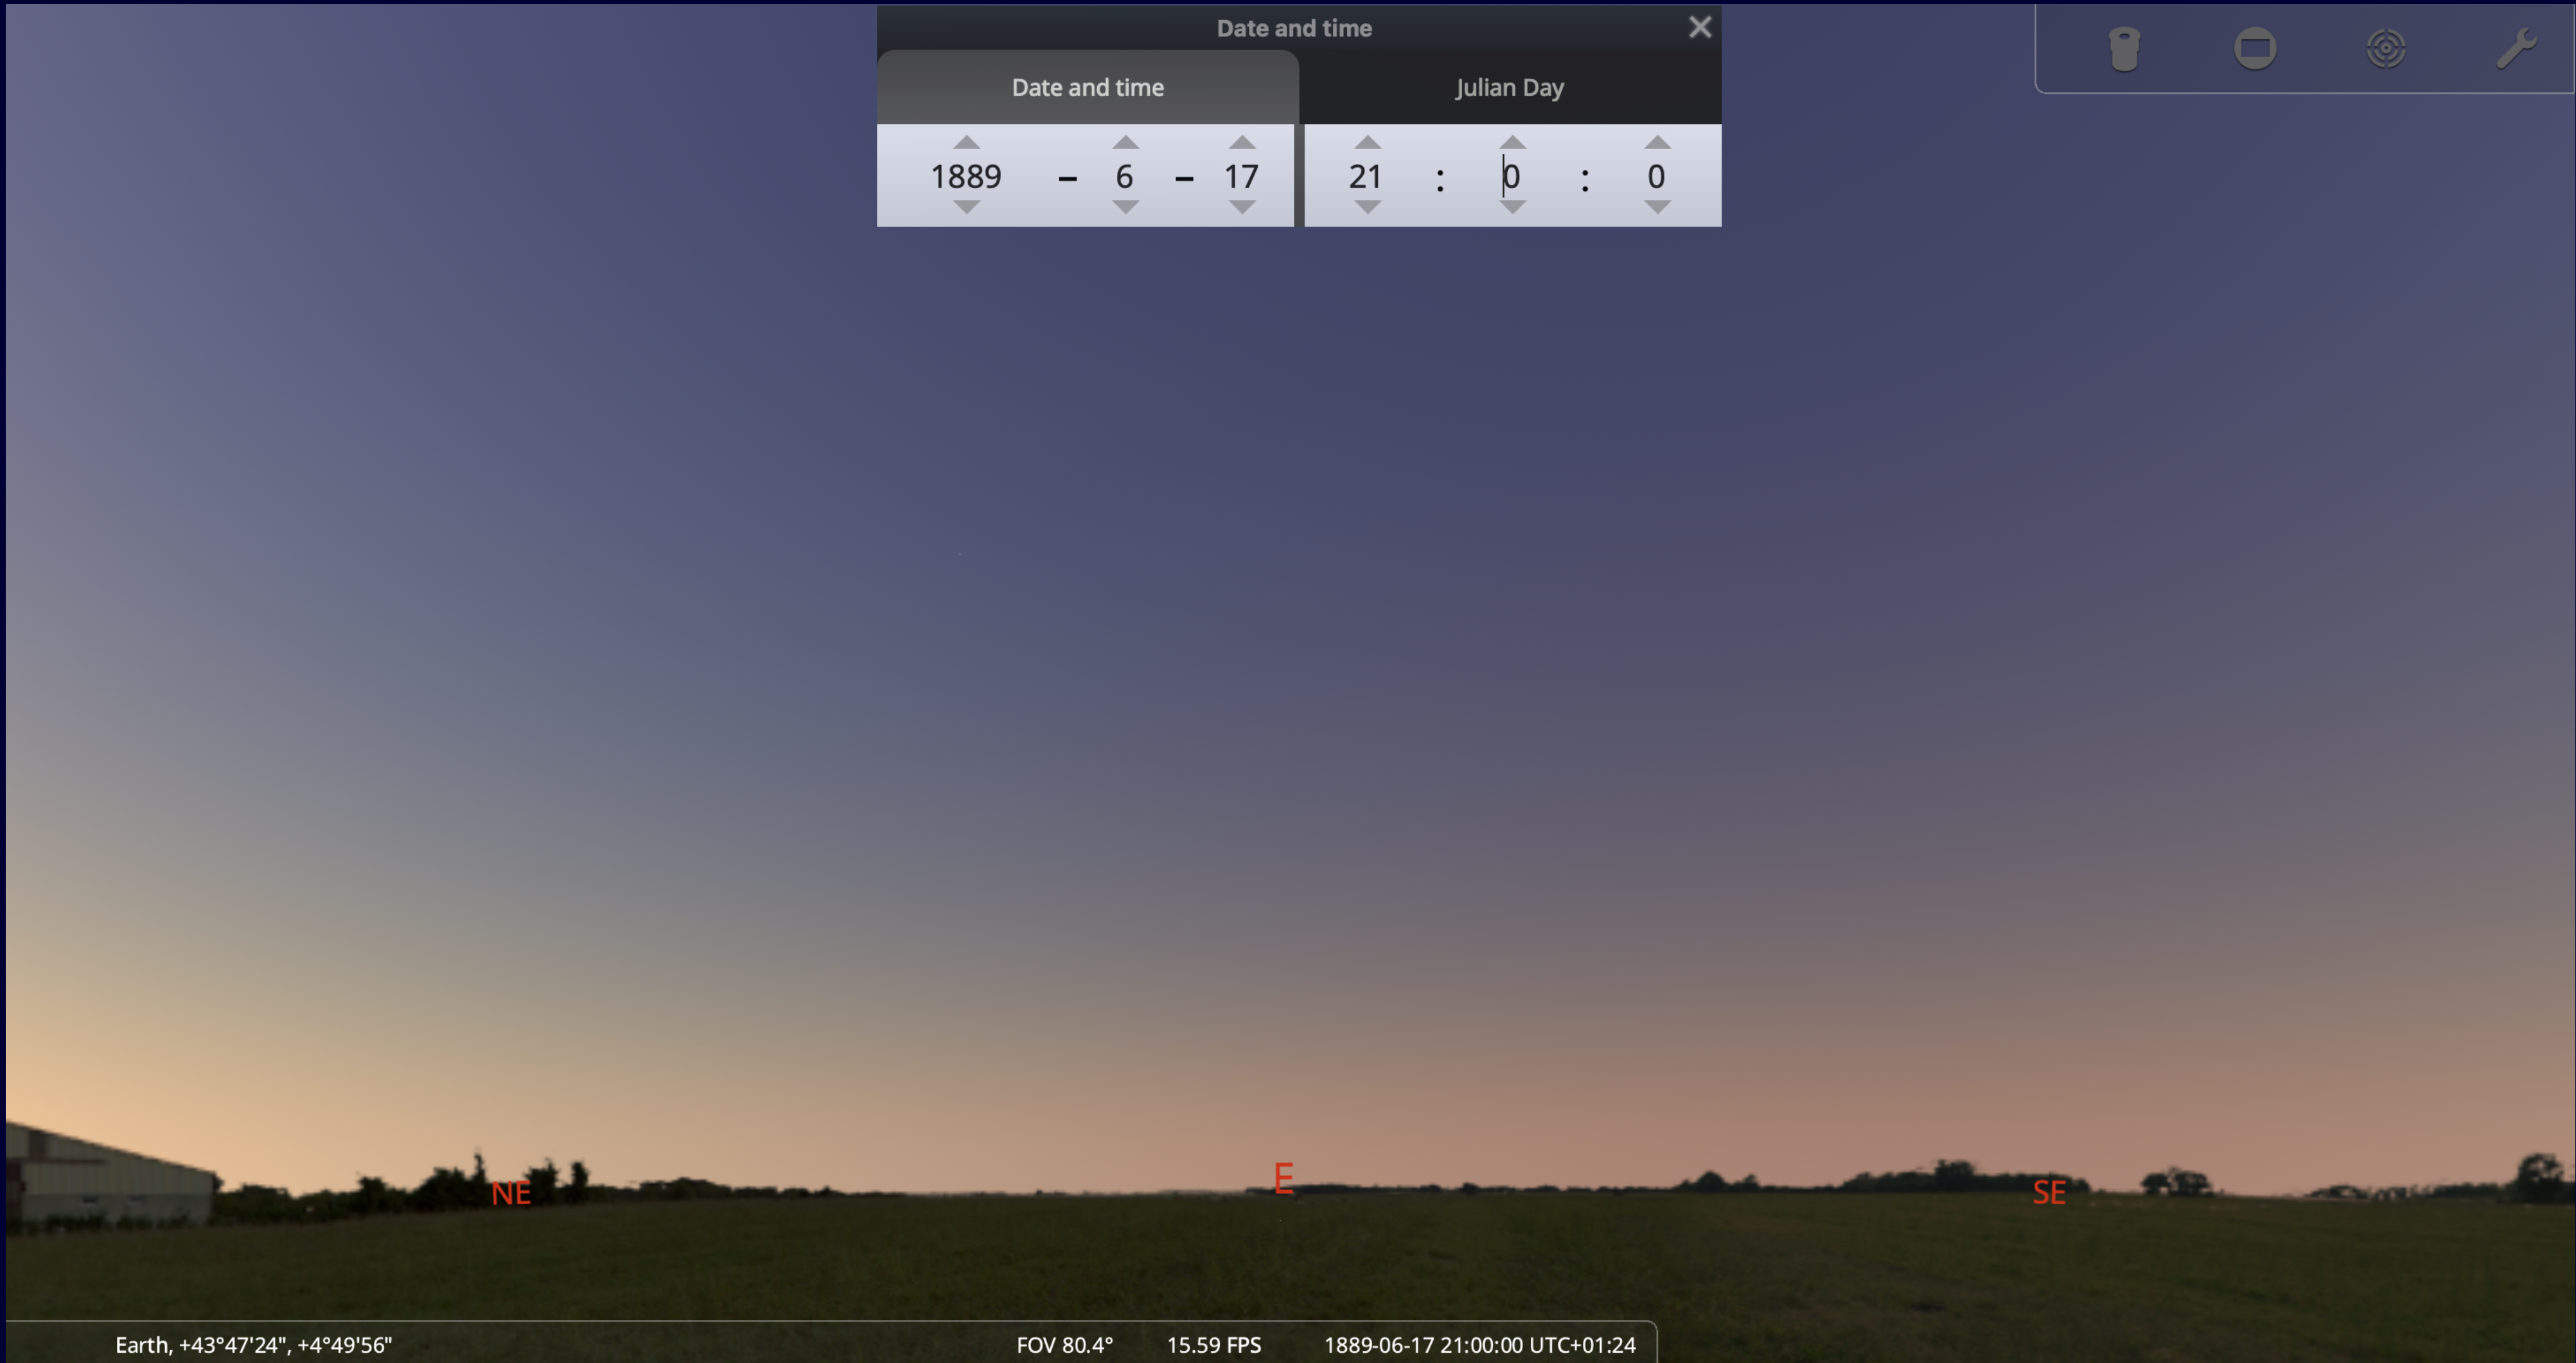 Date and time
Date and time Julian Day
1889 – 6 – 17 21 : 0 : 0
NE E SE
Earth, +43°47'24", +4°49'56" FOV 80.4° 15.59 FPS 1889-06-17 21:00:00 UTC+01:24